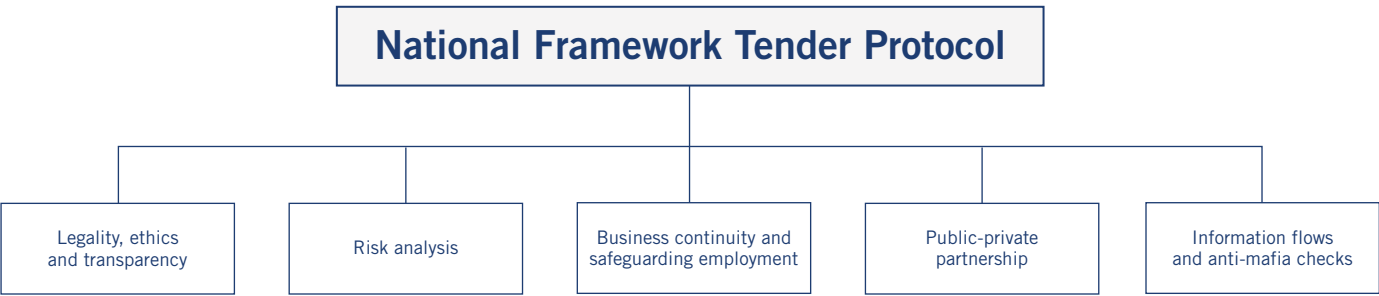 National Framework Tender Protocol
Legality, ethics
and transparency
Risk analysis
Business continuity and
safeguarding employment
Public-private
partnership
Information flows
and anti-mafia checks